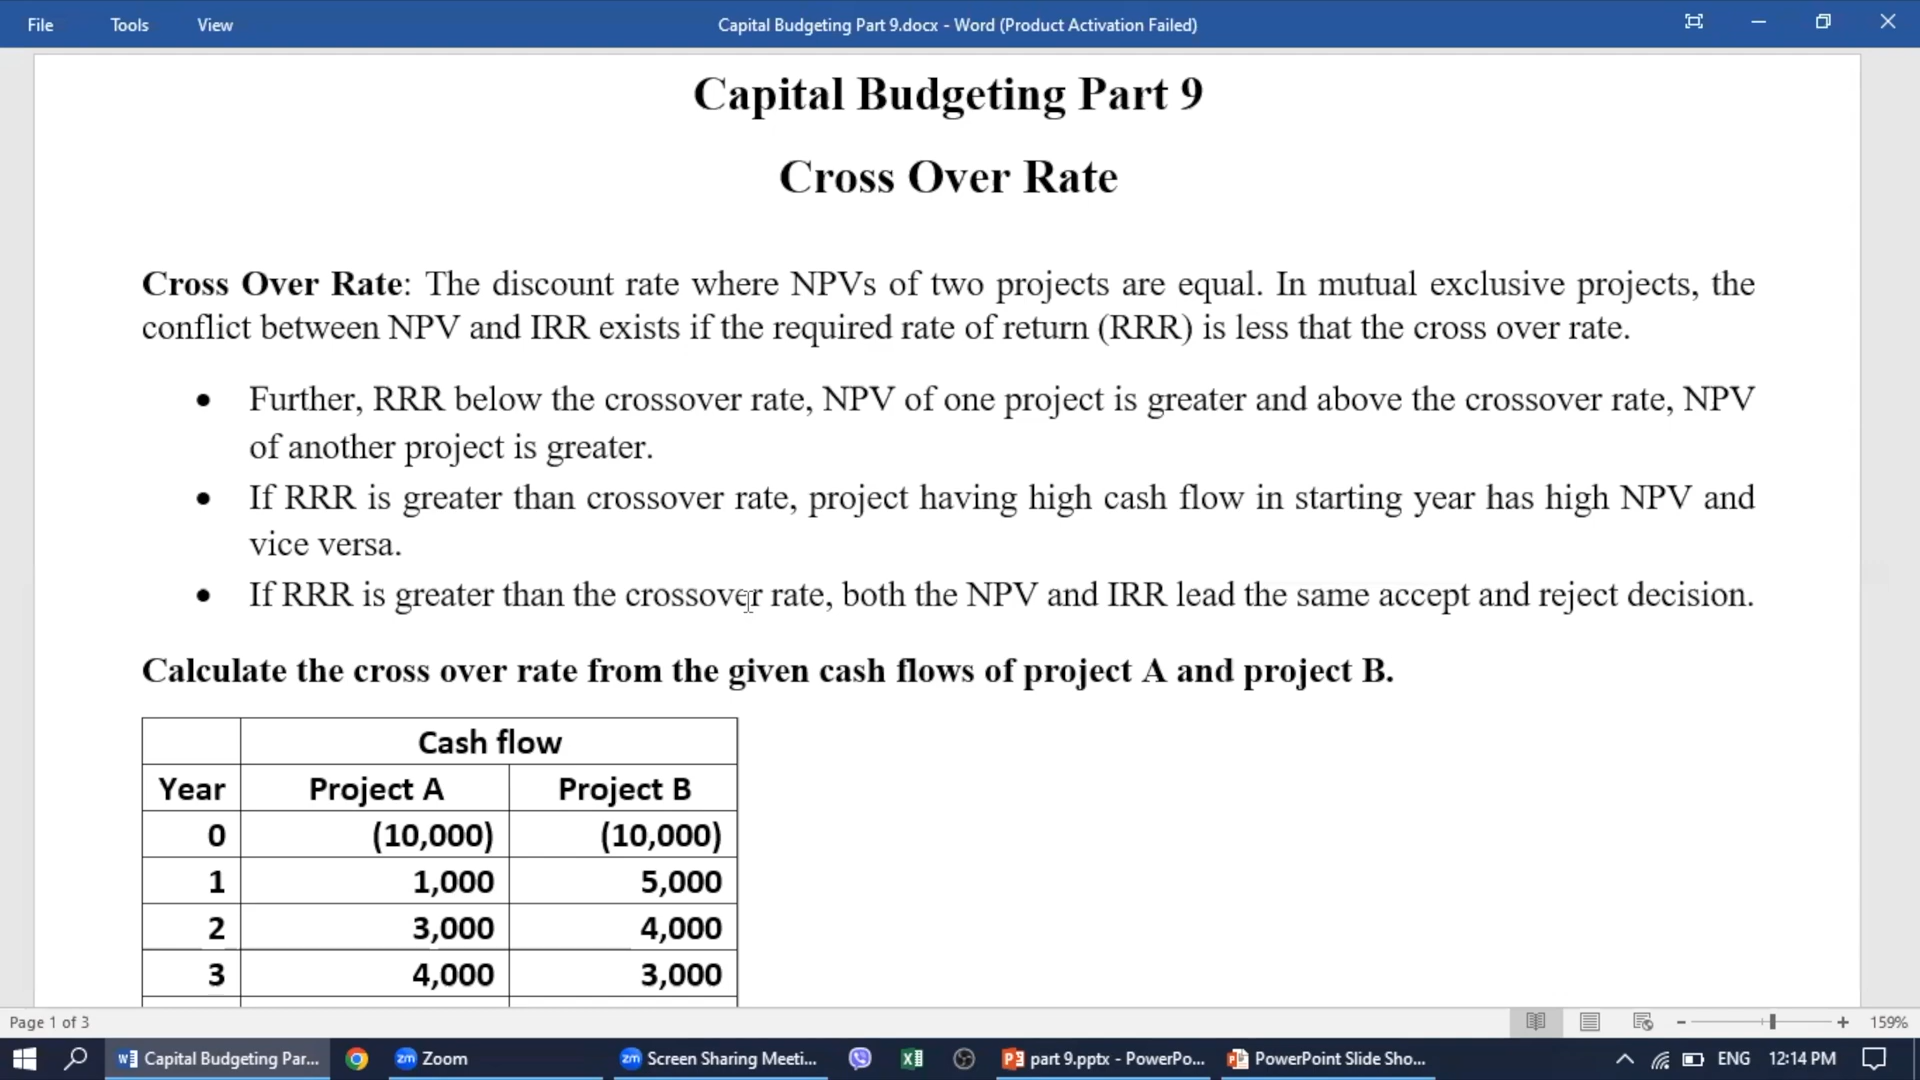 File Tools View Capital Budgeting Part 9.docx - Word (Product Activation Failed)
Capital Budgeting Part 9
Cross Over Rate
Cross Over Rate: The discount rate where NPVs of two projects are equal. In mutual exclusive projects, the
conflict between NPV and IRR exists if the required rate of return (RRR) is less that the cross over rate.
• Further, RRR below the crossover rate, NPV of one project is greater and above the crossover rate, NPV
of another project is greater.
• If RRR is greater than crossover rate, project having high cash flow in starting year has high NPV and
vice versa.
• If RRR is greater than the crossover rate, both the NPV and IRR lead the same accept and reject decision.
Calculate the cross over rate from the given cash flows of project A and project B.
Cash flow
Year Project A Project B
0 (10,000) (10,000)
1 1,000 5,000
2 3,000 4,000
3 4,000 3,000
Page 1 of 3 159%
Capital Budgeting Par... Zoom Screen Sharing Meeti... part 9.pptx - PowerPo... PowerPoint Slide Sho... ENG 12:14 PM